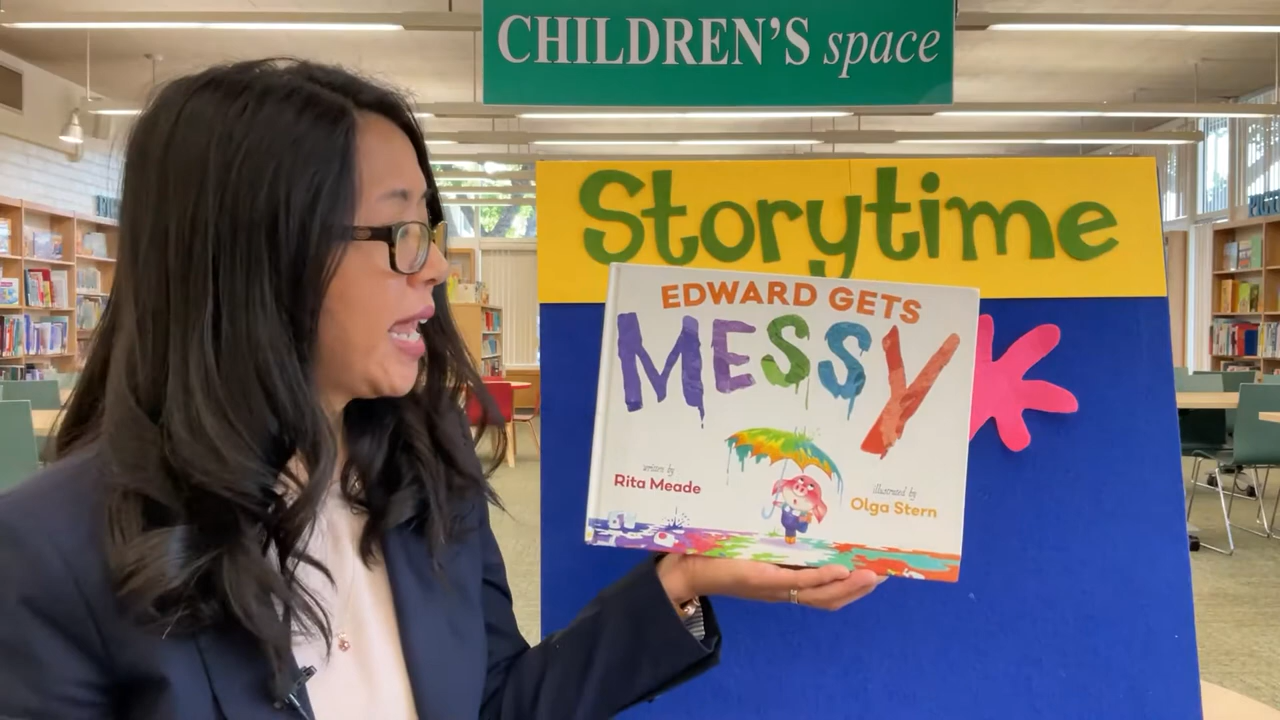 CHILDREN'S space
Storytime
EDWARD GETS
MESSY
written by
Rita Meade
illustrated by
Olga Stern